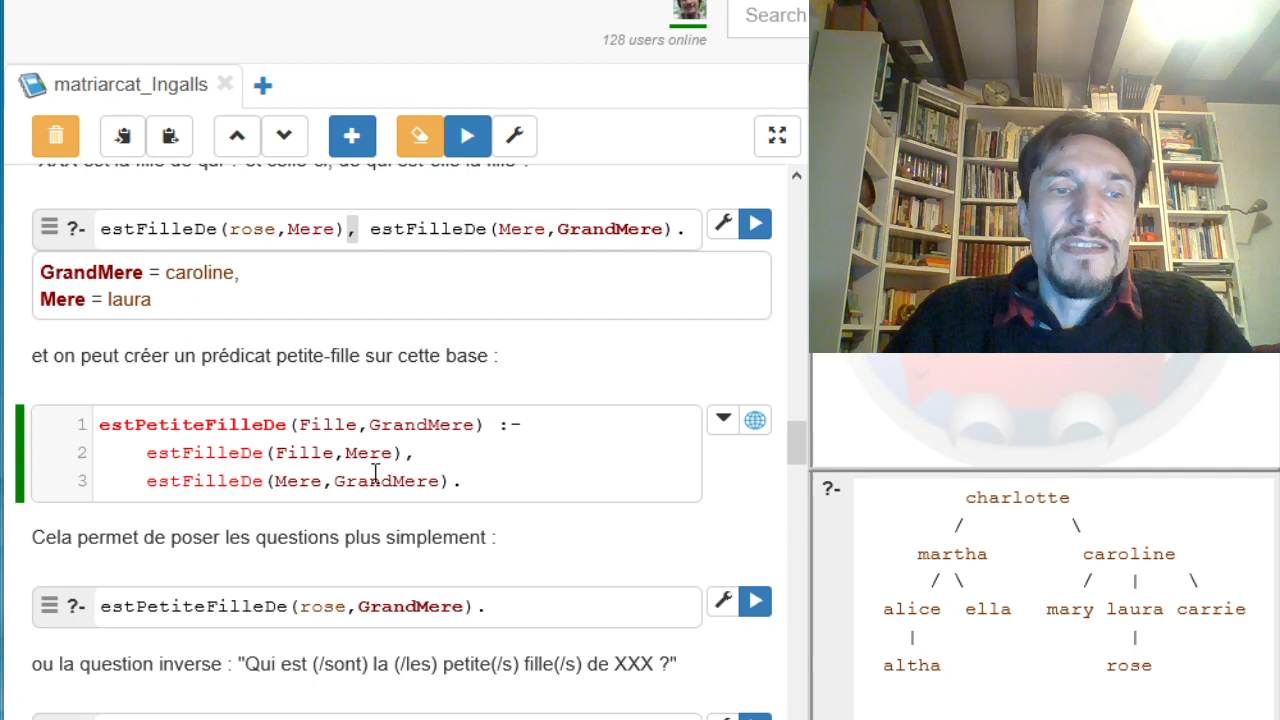 Search
128 users online
matriarcat_Ingalls
?- estFilleDe(rose,Mere), estFilleDe(Mere,GrandMere).
GrandMere = caroline,
Mere = laura
et on peut créer un prédicat petite-fille sur cette base :
1 estPetiteFilleDe(Fille,GrandMere) :-
2 estFilleDe(Fille,Mere),
3 estFilleDe(Mere,GrandMere).
Cela permet de poser les questions plus simplement :
?- estPetiteFilleDe(rose,GrandMere).
ou la question inverse : "Qui est (/sont) la (/les) petite(/s) fille(/s) de XXX ?"
?- charlotte
/ \
martha caroline
/ \ / | \
alice ella mary laura carrie
| |
altha rose